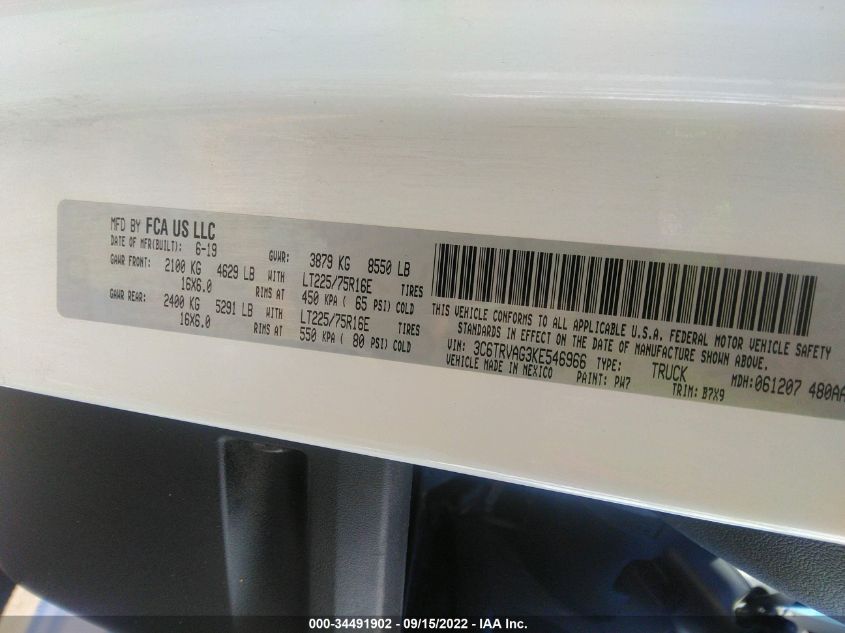 MFD BY FCA US LLC
DATE OF MFR(BUILT): 6-19 GVWR: 3879 KG 8550 LB
GAWR FRONT: 2100 KG 4629 LB WITH LT225/75R16E TIRES
16X6.0 RIMS AT 450 KPA ( 65 PSI) COLD
GAWR REAR: 2400 KG 5291 LB WITH LT225/75R16E TIRES
16X6.0 RIMS AT 550 KPA ( 80 PSI) COLD
THIS VEHICLE CONFORMS TO ALL APPLICABLE U.S.A. FEDERAL MOTOR VEHICLE SAFETY
STANDARDS IN EFFECT ON THE DATE OF MANUFACTURE SHOWN ABOVE.
VIN: 3C6TRVAG3KE546966 TYPE: TRUCK MDH:061207 480AA
VEHICLE MADE IN MEXICO PAINT: PW7 TRIM: B7X9
000-34491902 - 09/15/2022 - IAA Inc.